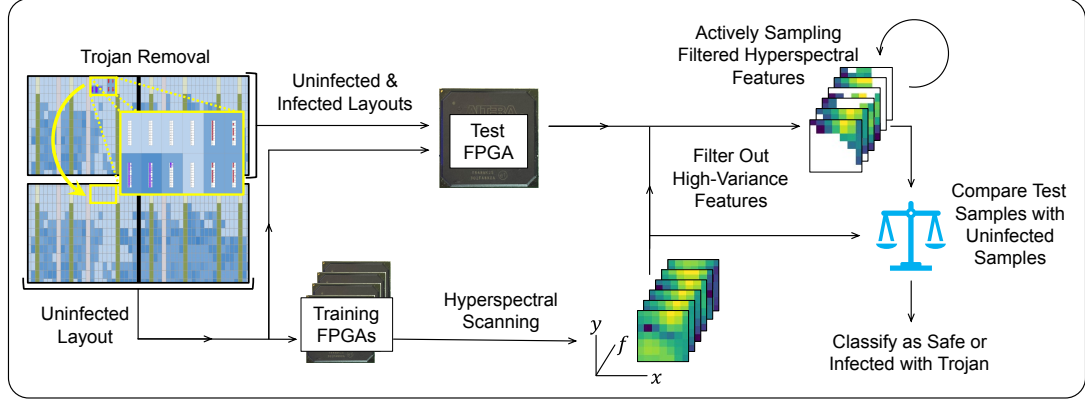 Trojan Removal
Uninfected &
Infected Layouts
Test
FPGA
Actively Sampling
Filtered Hyperspectral
Features
Filter Out
High-Variance
Features
Compare Test
Samples with
Uninfected
Samples
Uninfected
Layout
Training
FPGAs
Hyperspectral
Scanning
y
f
x
Classify as Safe or
Infected with Trojan